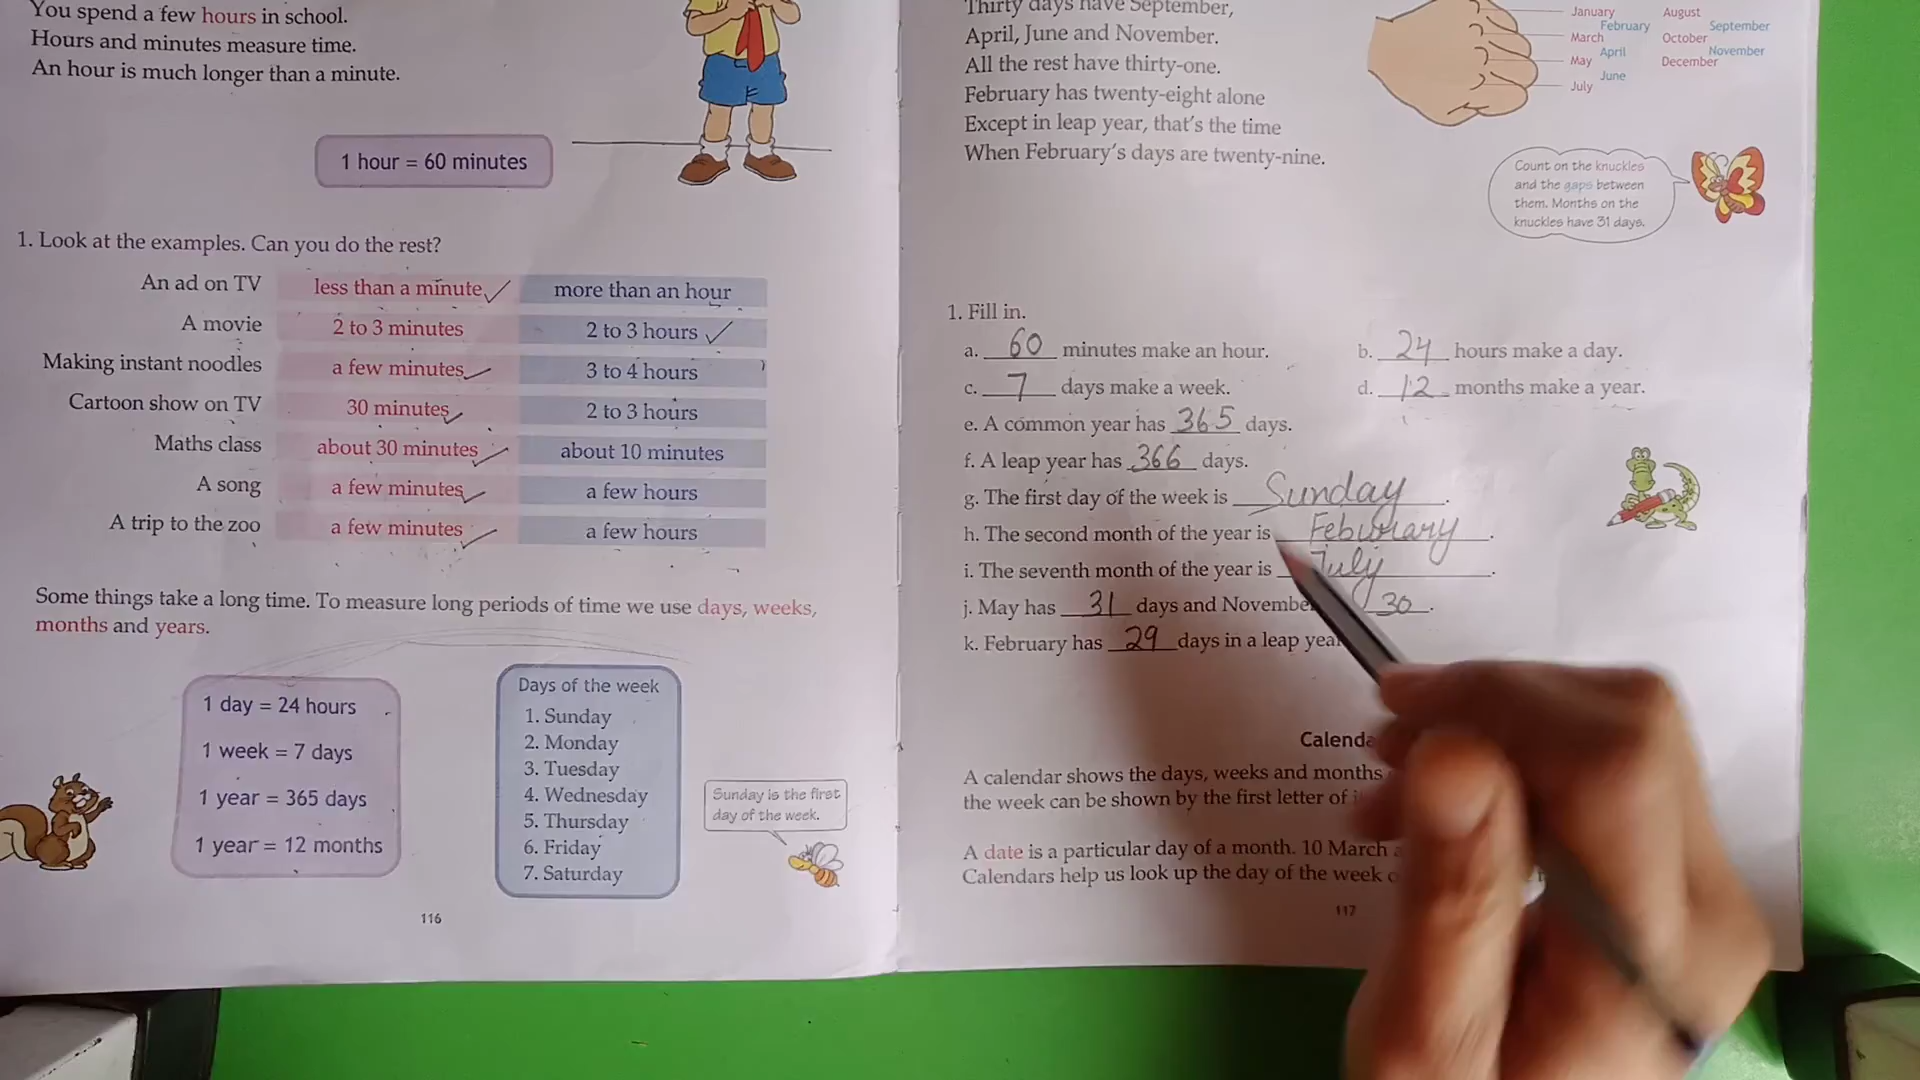 You spend a few hours in school.
Hours and minutes measure time.
An hour is much longer than a minute.
1 hour = 60 minutes
1. Look at the examples. Can you do the rest?
An ad on TV less than a minute ✓ more than an hour
A movie 2 to 3 minutes 2 to 3 hours ✓
Making instant noodles a few minutes ✓ 3 to 4 hours
Cartoon show on TV 30 minutes ✓ 2 to 3 hours
Maths class about 30 minutes ✓ about 10 minutes
A song a few minutes ✓ a few hours
A trip to the zoo a few minutes ✓ a few hours
Some things take a long time. To measure long periods of time we use days, weeks,
months and years.
1 day = 24 hours
1 week = 7 days
1 year = 365 days
1 year = 12 months
Days of the week
1. Sunday
2. Monday
3. Tuesday
4. Wednesday
5. Thursday
6. Friday
7. Saturday
Sunday is the first
day of the week.
116
Thirty days have September,
April, June and November.
All the rest have thirty-one.
February has twenty-eight alone
Except in leap year, that's the time
When February's days are twenty-nine.
January August
February September
March October
April November
May December
June
July
Count on the knuckles
and the gaps between
them. Months on the
knuckles have 31 days.
1. Fill in.
a. 60 minutes make an hour. b. 24 hours make a day.
c. 7 days make a week. d. 12 months make a year.
e. A common year has 365 days.
f. A leap year has 366 days.
g. The first day of the week is Sunday.
h. The second month of the year is Feburary.
i. The seventh month of the year is July.
j. May has 31 days and November 30.
k. February has 29 days in a leap year
A calendar shows the days, weeks and months
the week can be shown by the first letter of
A date is a particular day of a month. 10 March
Calendars help us look up the day of the week
117